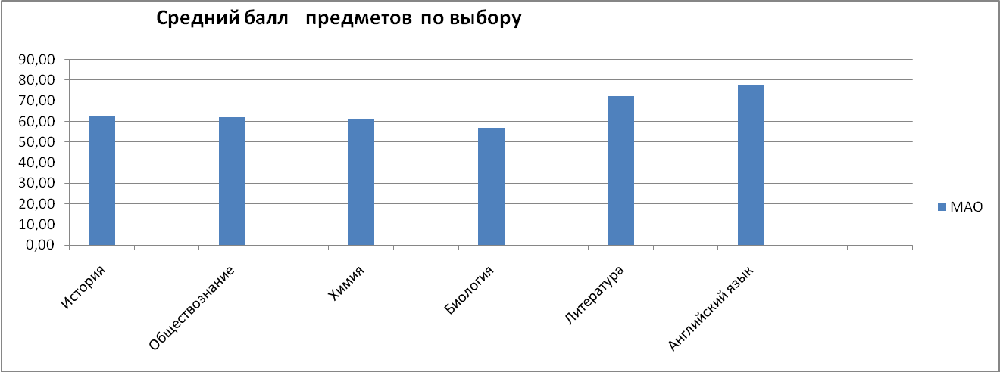 Средний балл предметов по выбору
90,00
80,00
70,00
60,00
50,00
40,00
30,00
20,00
10,00
0,00
МАО
История
Обществознание
Химия
Биология
Литература
Английский язык